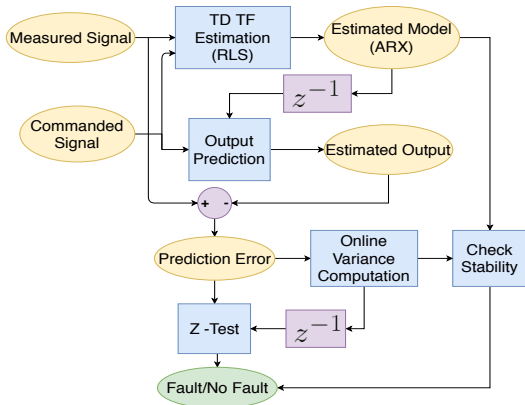 TD TF
Estimation
(RLS)
Measured Signal
Estimated Model
(ARX)
z⁻¹
Commanded
Signal
Output
Prediction
Estimated Output
+ -
Prediction Error
Online
Variance
Computation
Check
Stability
Z -Test
z⁻¹
Fault/No Fault